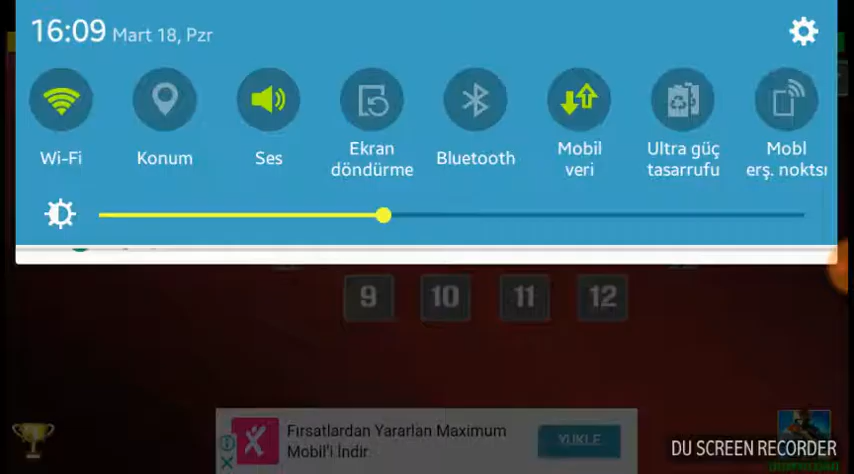 16:09 Mart 18, Pzr
Wi-Fi
Konum
Ses
Ekran
döndürme
Bluetooth
Mobil
veri
Ultra güç
tasarrufu
Mobl
erş. noktsı
9 10 11 12
Fırsatlardan Yararlan Maximum
Mobil'i İndir
YÜKLE
DU SCREEN RECORDER